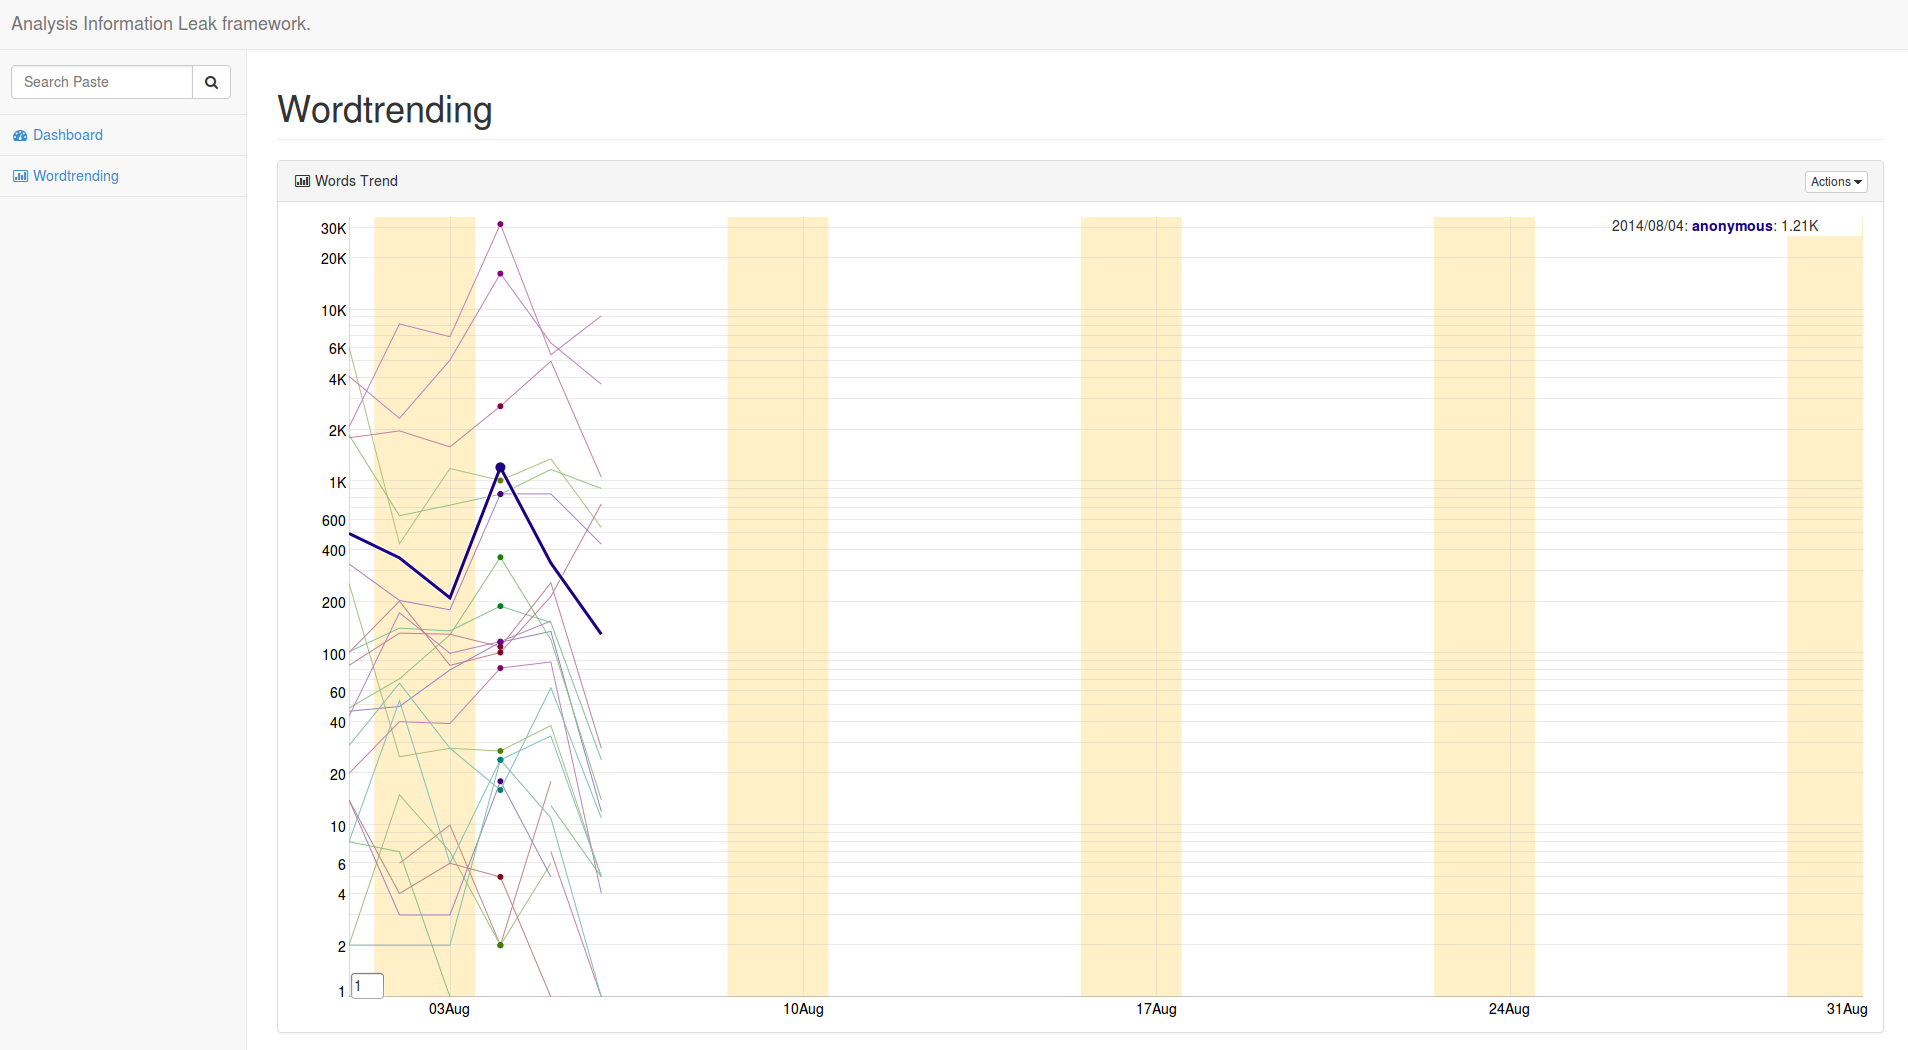 Analysis Information Leak framework.
Search Paste
Dashboard
Wordtrending
Wordtrending
Words Trend
Actions
2014/08/04: anonymous: 1.21K
30K
20K
10K
6K
4K
2K
1K
600
400
200
100
60
40
20
10
6
4
2
1
1
03Aug
10Aug
17Aug
24Aug
31Aug